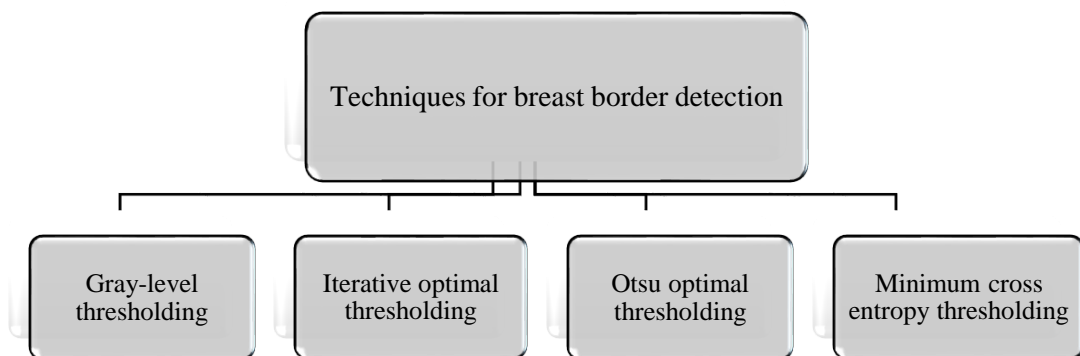 Techniques for breast border detection
Gray-level
thresholding
Iterative optimal
thresholding
Otsu optimal
thresholding
Minimum cross
entropy thresholding